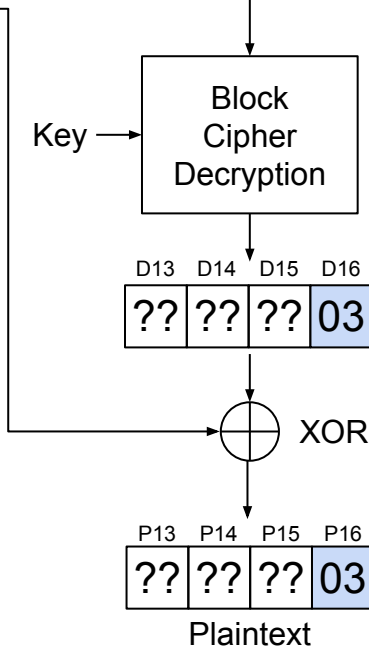 Block
Cipher
Decryption
Key
D13 D14 D15 D16
?? ?? ?? 03
XOR
P13 P14 P15 P16
?? ?? ?? 03
Plaintext